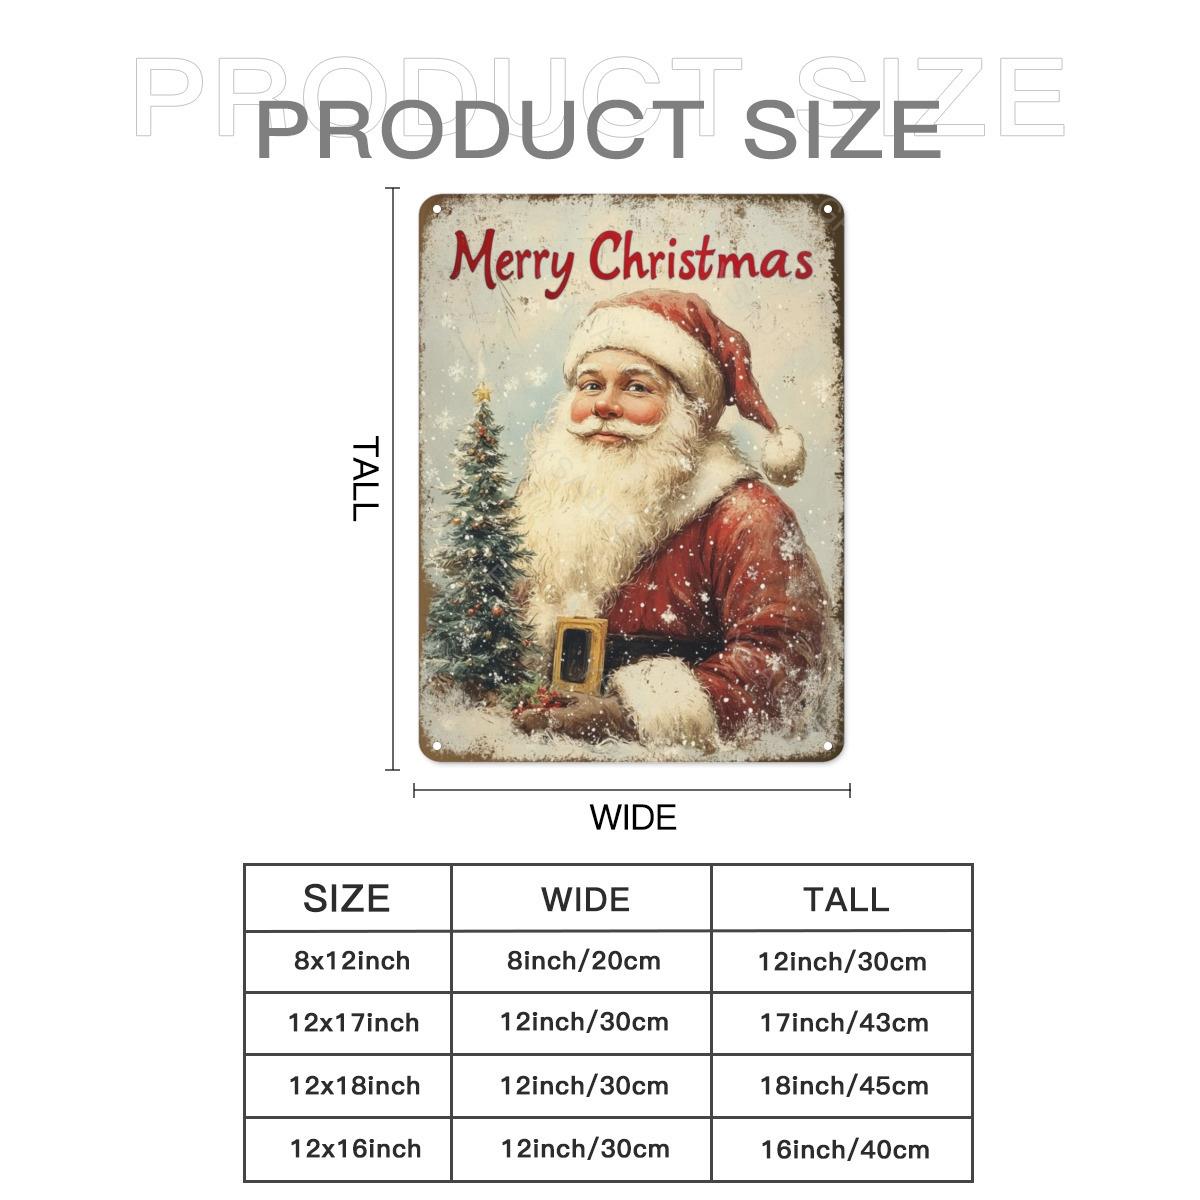 PRODUCT SIZE
PRODUCT SIZE
Merry Christmas
TALL
WIDE
SIZE WIDE TALL
8x12inch 8inch/20cm 12inch/30cm
12x17inch 12inch/30cm 17inch/43cm
12x18inch 12inch/30cm 18inch/45cm
12x16inch 12inch/30cm 16inch/40cm